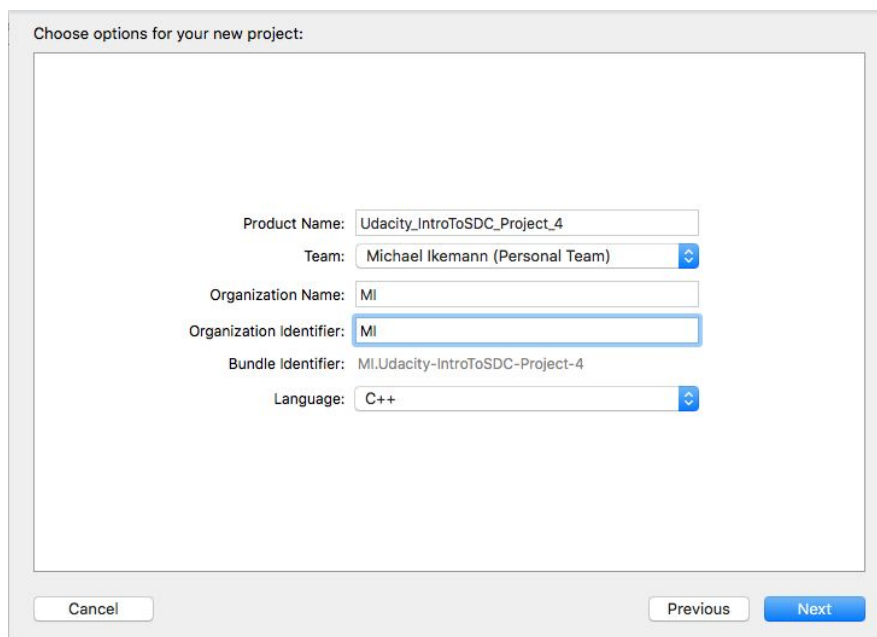 Choose options for your new project:
Product Name: Udacity_IntroToSDC_Project_4
Team: Michael Ikemann (Personal Team)
Organization Name: MI
Organization Identifier: MI
Bundle Identifier: MI.Udacity-IntroToSDC-Project-4
Language: C++
Cancel Previous Next